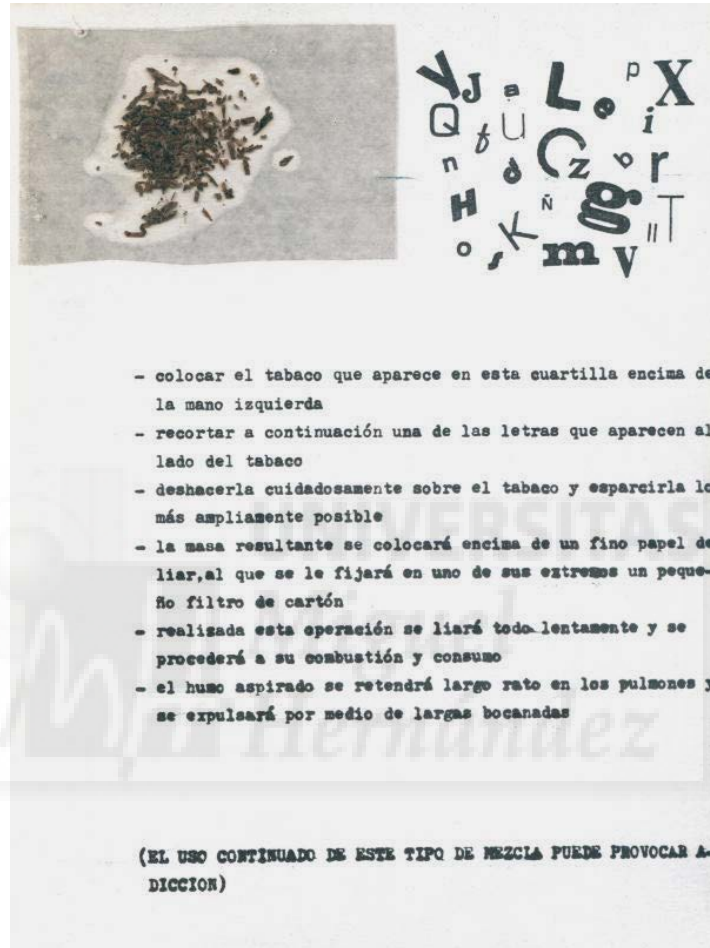 y J a L e p X
Q f U C z b i r
n d Ñ g T
H K
o s m v
- colocar el tabaco que aparece en esta cuartilla encima de
la mano izquierda
- recortar a continuación una de las letras que aparecen al
lado del tabaco
- deshacerla cuidadosamente sobre el tabaco y esparcirla lo
más ampliamente posible
- la masa resultante se colocará encima de un fino papel de
liar,al que se le fijará en uno de sus extremos un peque-
ño filtro de cartón
- realizada esta operación se liará todo lentamente y se
procederá a su combustión y consumo
- el humo aspirado se retendrá largo rato en los pulmones y
se expulsará por medio de largas bocanadas
UNIVERSITAS
Miguel
Hernández
(EL USO CONTINUADO DE ESTE TIPO DE MEZCLA PUEDE PROVOCAR A-
DICCION)